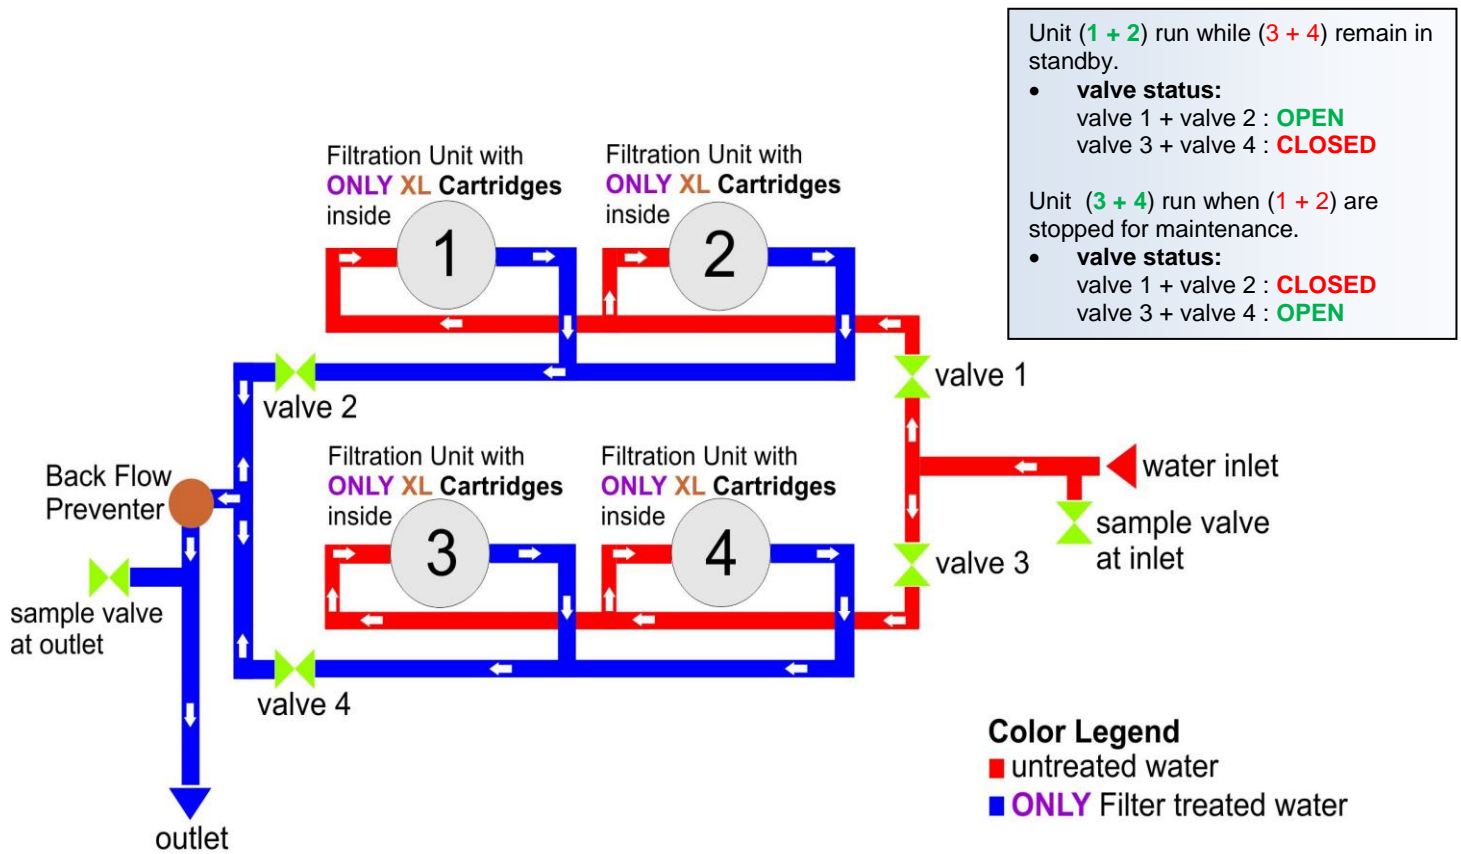 Unit (1 + 2) run while (3 + 4) remain in
standby.
• valve status:
valve 1 + valve 2 : OPEN
valve 3 + valve 4 : CLOSED
Unit (3 + 4) run when (1 + 2) are
stopped for maintenance.
• valve status:
valve 1 + valve 2 : CLOSED
valve 3 + valve 4 : OPEN
Filtration Unit with
ONLY XL Cartridges
inside
1
Filtration Unit with
ONLY XL Cartridges
inside
2
valve 1
valve 2
Filtration Unit with
ONLY XL Cartridges
inside
3
Filtration Unit with
ONLY XL Cartridges
inside
4
water inlet
Back Flow
Preventer
sample valve
at inlet
valve 3
sample valve
at outlet
valve 4
outlet
Color Legend
untreated water
ONLY Filter treated water